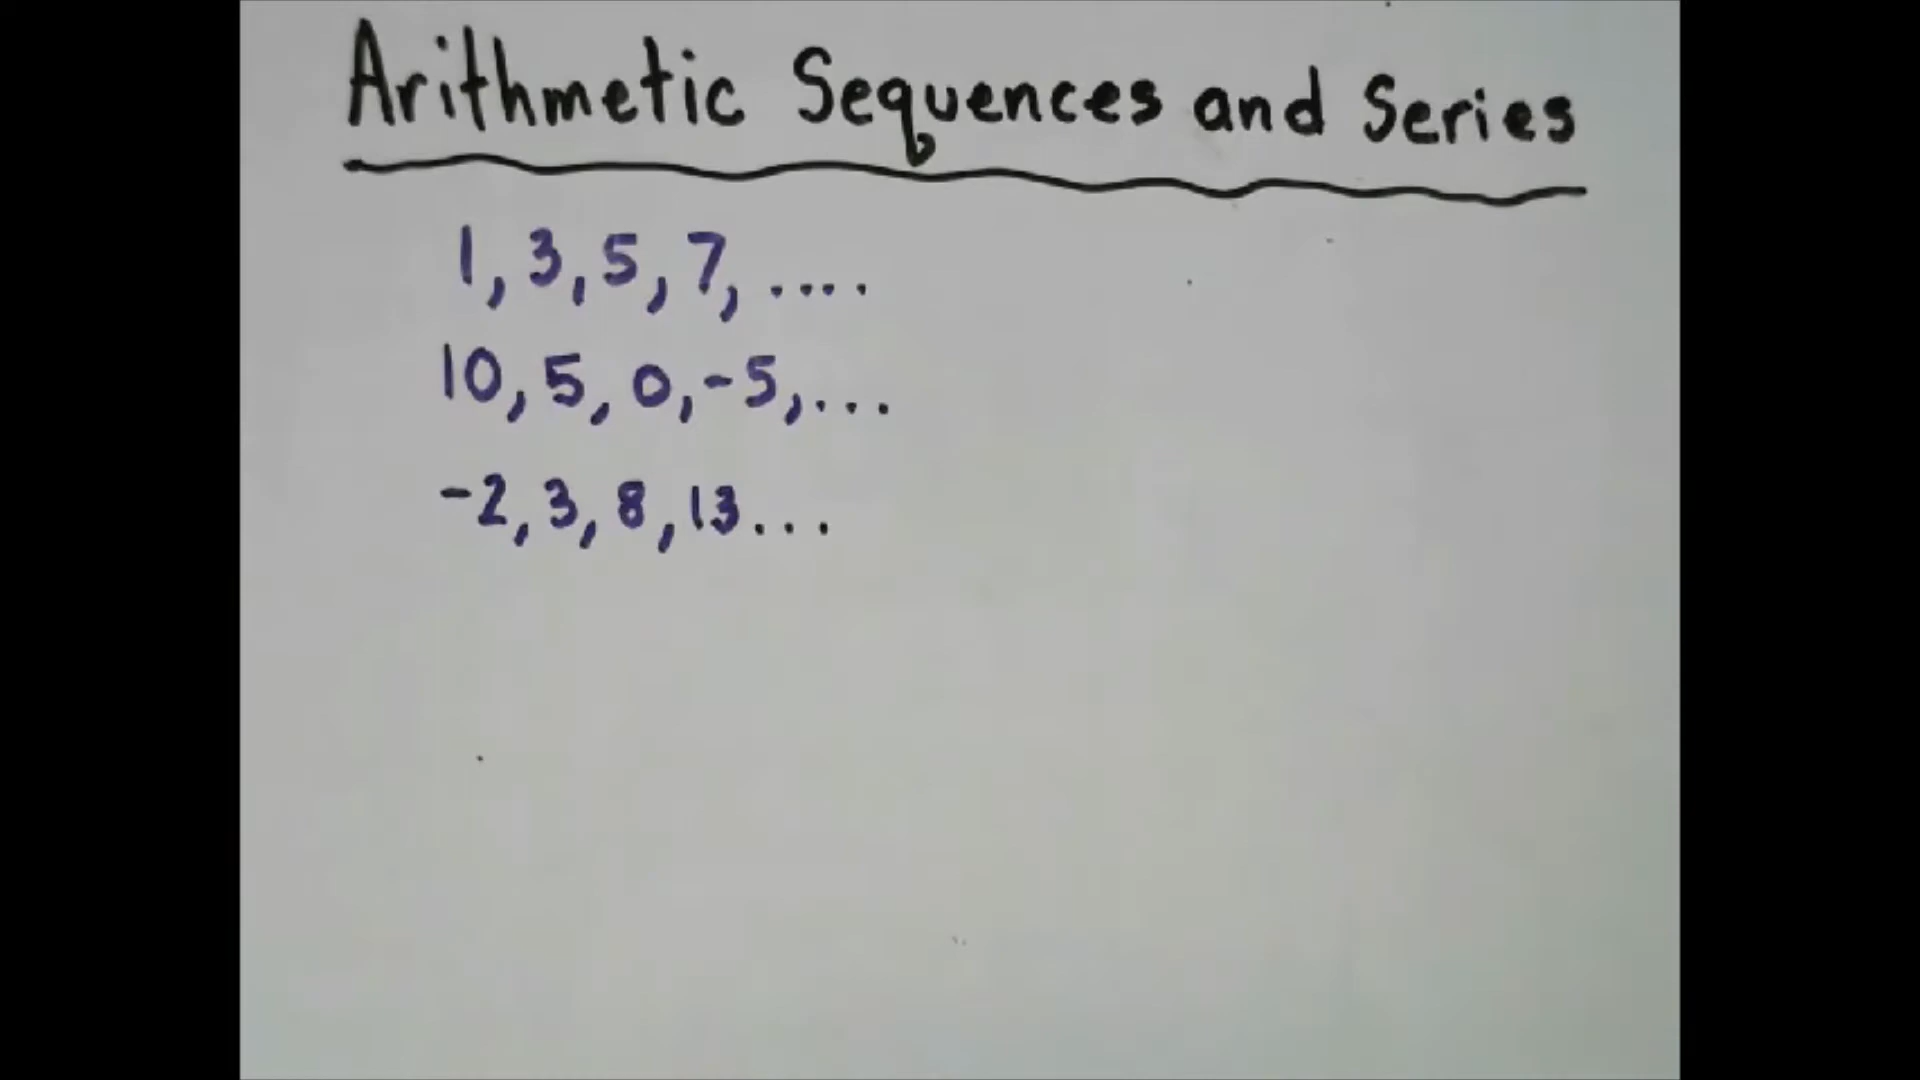 Arithmetic Sequences and Series
1, 3, 5, 7, ....
10, 5, 0, -5, ...
-2, 3, 8, 13...